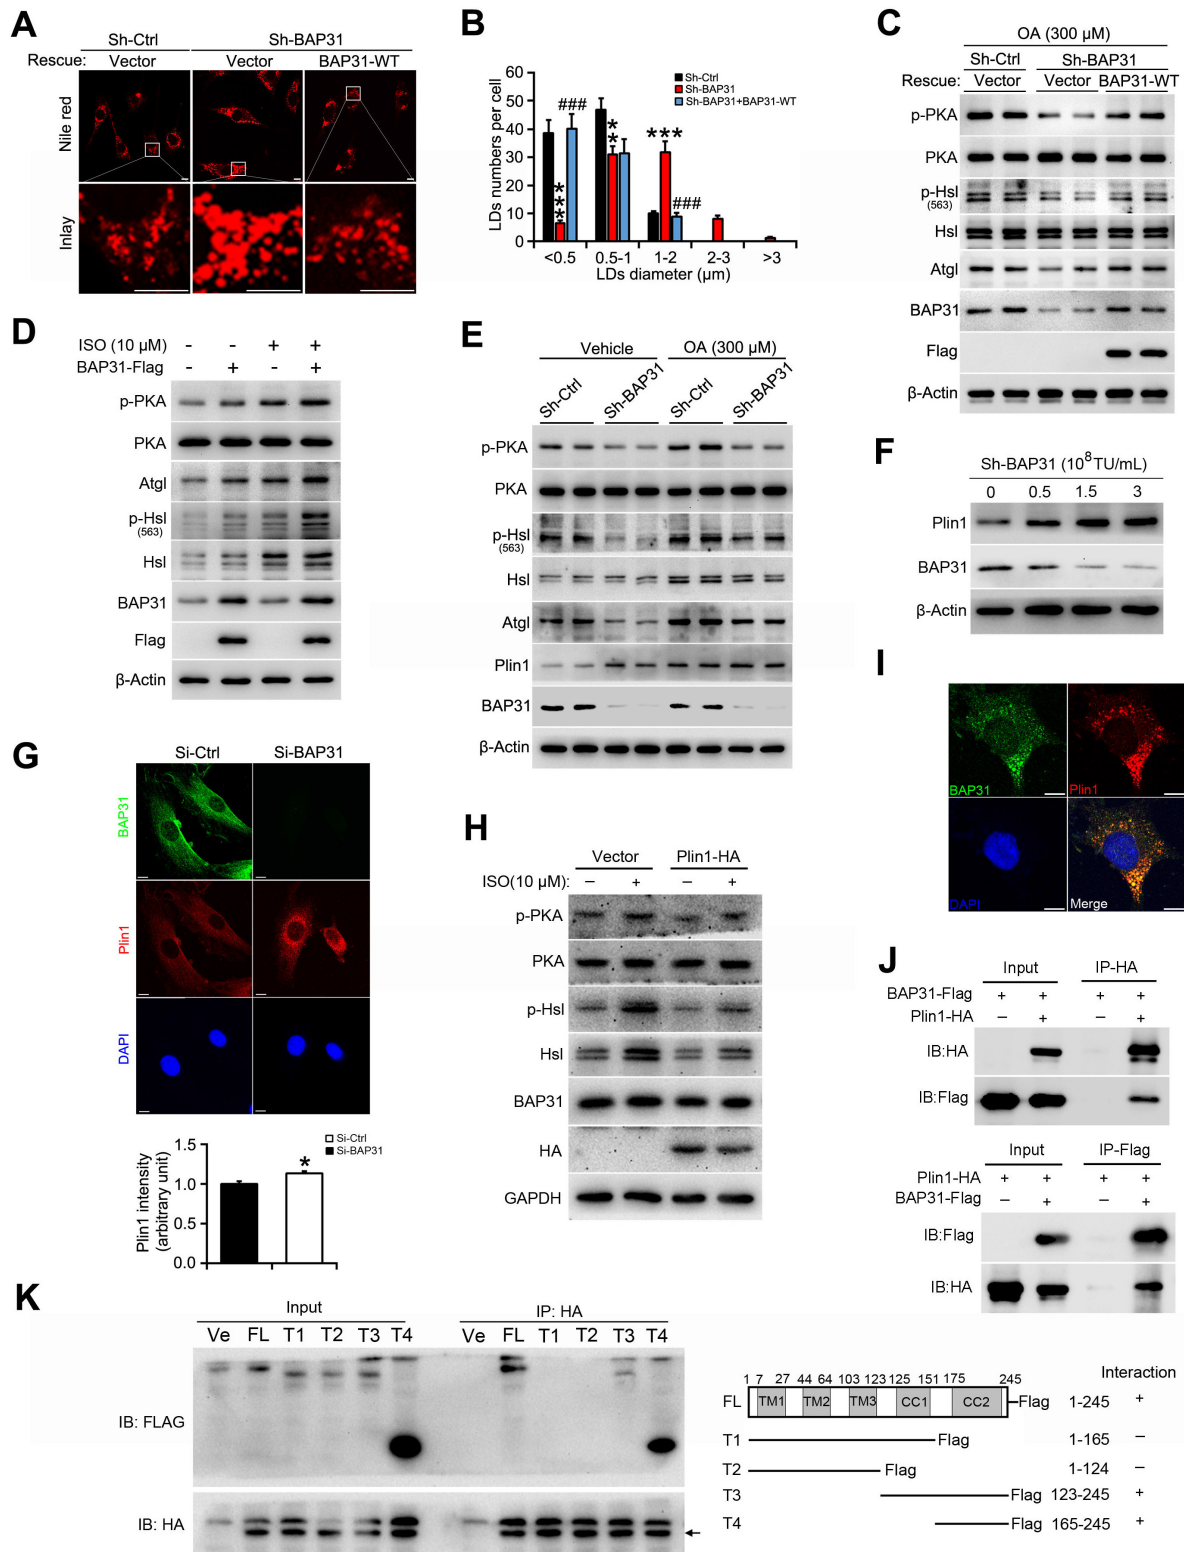 A
Sh-Ctrl Sh-BAP31
Rescue: Vector Vector BAP31-WT
Nile red
Inlay
B
LDs numbers per cell
60
50
40
30
20
10
0
Sh-Ctrl
Sh-BAP31
Sh-BAP31+BAP31-WT
***
###
**
***
###
<0.5 0.5-1 1-2 2-3 >3
LDs diameter (µm)
C
OA (300 µM)
Sh-Ctrl Sh-BAP31
Rescue: Vector Vector BAP31-WT
p-PKA
PKA
p-Hsl
(563)
Hsl
Atgl
BAP31
Flag
β-Actin
D
ISO (10 µM) - - + +
BAP31-Flag - + - +
p-PKA
PKA
Atgl
p-Hsl
(563)
Hsl
BAP31
Flag
β-Actin
E
Vehicle OA (300 µM)
Sh-Ctrl Sh-BAP31 Sh-Ctrl Sh-BAP31
p-PKA
PKA
p-Hsl
(563)
Hsl
Atgl
Plin1
BAP31
β-Actin
F
Sh-BAP31 (10⁸TU/mL)
0 0.5 1.5 3
Plin1
BAP31
β-Actin
G
Si-Ctrl Si-BAP31
BAP31
Plin1
DAPI
Plin1 intensity
(arbitrary unit)
1.5
1.0
0.5
0.0
Si-Ctrl
Si-BAP31
*
H
Vector Plin1-HA
ISO(10 µM): − + − +
p-PKA
PKA
p-Hsl
Hsl
BAP31
HA
GAPDH
I
BAP31 Plin1
DAPI Merge
J
Input IP-HA
BAP31-Flag + + + +
Plin1-HA − + − +
IB:HA
IB:Flag
Input IP-Flag
Plin1-HA + + + +
BAP31-Flag − + − +
IB:Flag
IB:HA
K
Input IP: HA
Ve FL T1 T2 T3 T4 Ve FL T1 T2 T3 T4
IB: FLAG
IB: HA
Interaction
1 7 27 44 64 103 123 125 151 175 245
FL TM1 TM2 TM3 CC1 CC2 Flag 1-245 +
T1 Flag 1-165 −
T2 Flag 1-124 −
T3 Flag 123-245 +
T4 Flag 165-245 +